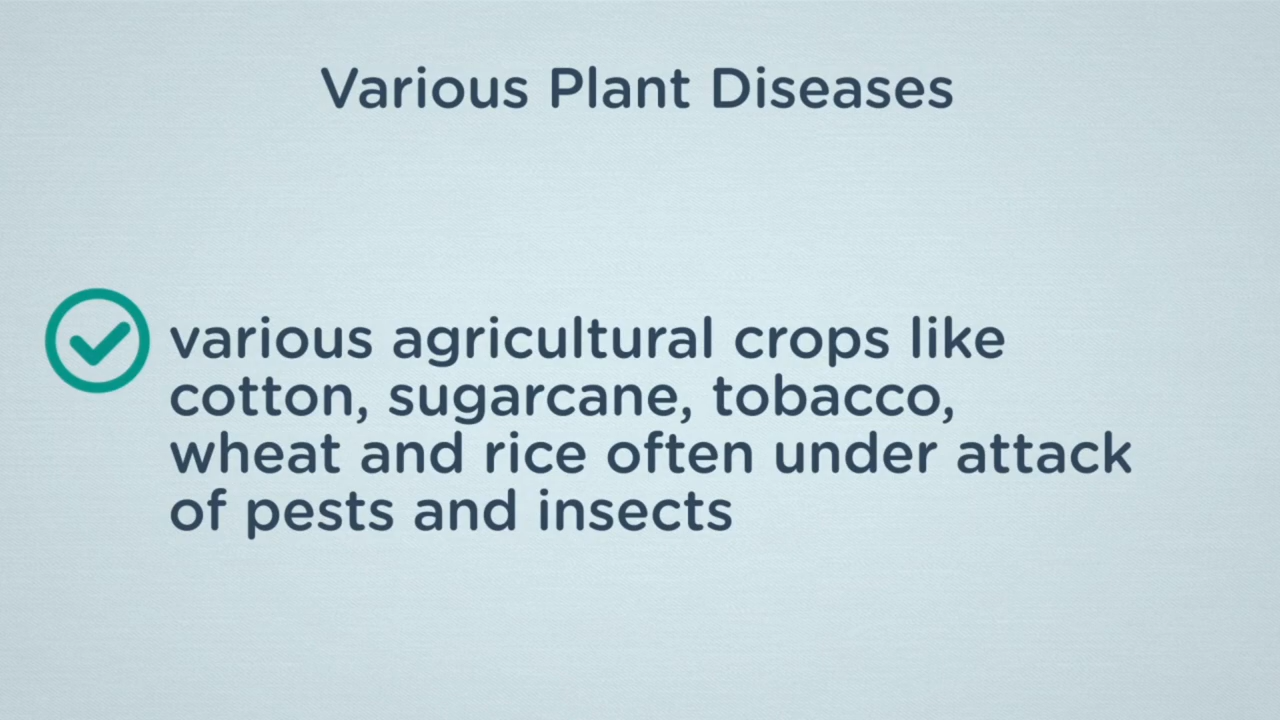 Various Plant Diseases
various agricultural crops like
cotton, sugarcane, tobacco,
wheat and rice often under attack
of pests and insects